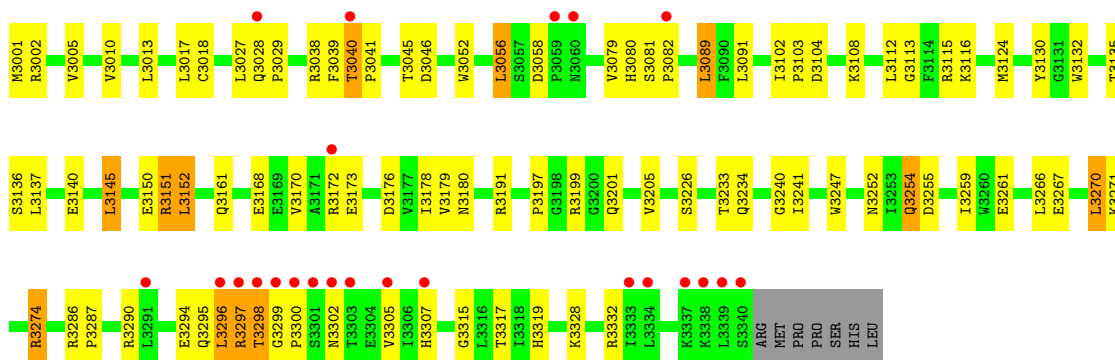 M3001 R3002 V3005 V3010 L3013 L3017 C3018 L3027 Q3028 P3029 R3038 F3039 T3040 P3041 T3045 D3046 W3052 L3056 S3057 D3058 P3059 N3060 V3079 H3080 S3081 P3082 L3089 F3090 L3091 I3102 P3103 D3104 K3108 L3112 G3113 F3114 R3115 K3116 M3124 Y3130 G3131 W3132 T3135
S3136 L3137 E3140 L3145 E3150 R3151 L3152 Q3161 E3168 E3169 V3170 A3171 R3172 E3173 D3176 V3177 I3178 V3179 N3180 R3191 P3197 G3198 R3199 G3200 Q3201 V3205 S3226 T3233 Q3234 G3240 I3241 W3247 N3252 I3253 Q3254 D3255 I3259 W3260 E3261 L3266 E3267 L3270 K3271
R3274 R3286 P3287 R3290 L3291 E3294 Q3295 L3296 R3297 T3298 G3299 P3300 S3301 N3302 T3303 E3304 V3305 I3306 H3307 G3315 L3316 T3317 I3318 H3319 K3328 R3332 I3333 L3334 K3337 K3338 L3339 S3340 ARG MET PRO PRO SER HIS LEU